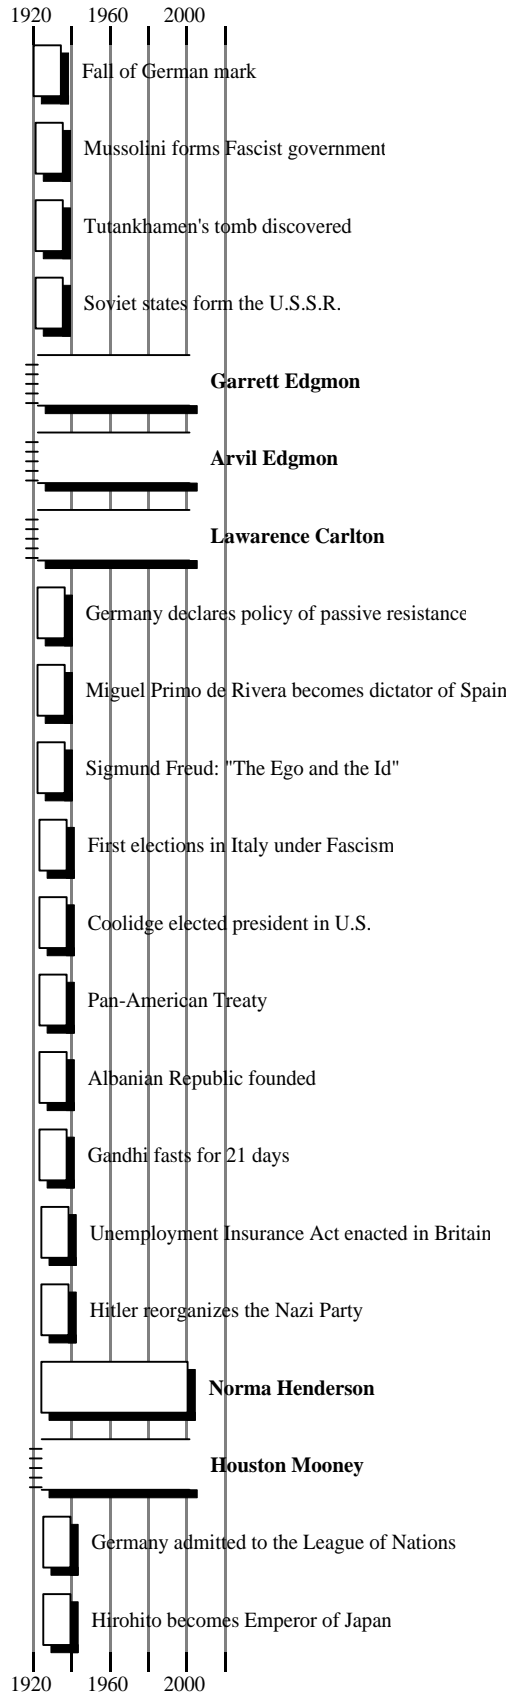 1920 1960 2000
Fall of German mark
Mussolini forms Fascist government
Tutankhamen's tomb discovered
Soviet states form the U.S.S.R.
Garrett Edgmon
Arvil Edgmon
Lawarence Carlton
Germany declares policy of passive resistance
Miguel Primo de Rivera becomes dictator of Spain
Sigmund Freud: "The Ego and the Id"
First elections in Italy under Fascism
Coolidge elected president in U.S.
Pan-American Treaty
Albanian Republic founded
Gandhi fasts for 21 days
Unemployment Insurance Act enacted in Britain
Hitler reorganizes the Nazi Party
Norma Henderson
Houston Mooney
Germany admitted to the League of Nations
Hirohito becomes Emperor of Japan
1920 1960 2000